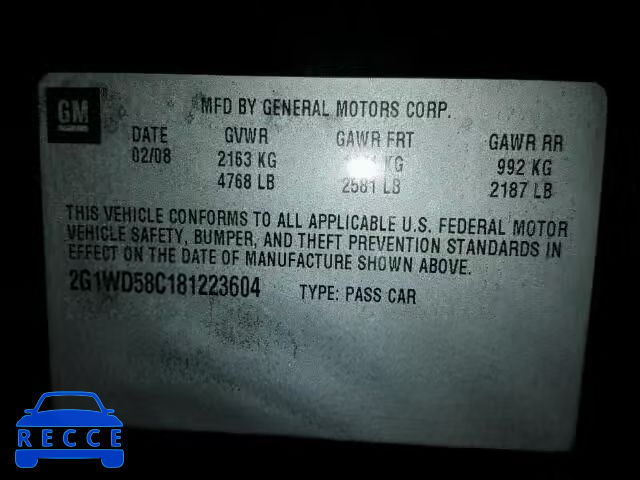 GM
MFD BY GENERAL MOTORS CORP.
DATE GVWR GAWR FRT GAWR RR
02/08 2163 KG KG 992 KG
4768 LB 2581 LB 2187 LB
THIS VEHICLE CONFORMS TO ALL APPLICABLE U.S. FEDERAL MOTOR
VEHICLE SAFETY, BUMPER, AND THEFT PREVENTION STANDARDS IN
EFFECT ON THE DATE OF MANUFACTURE SHOWN ABOVE.
2G1WD58C181223604 TYPE: PASS CAR
RECCE